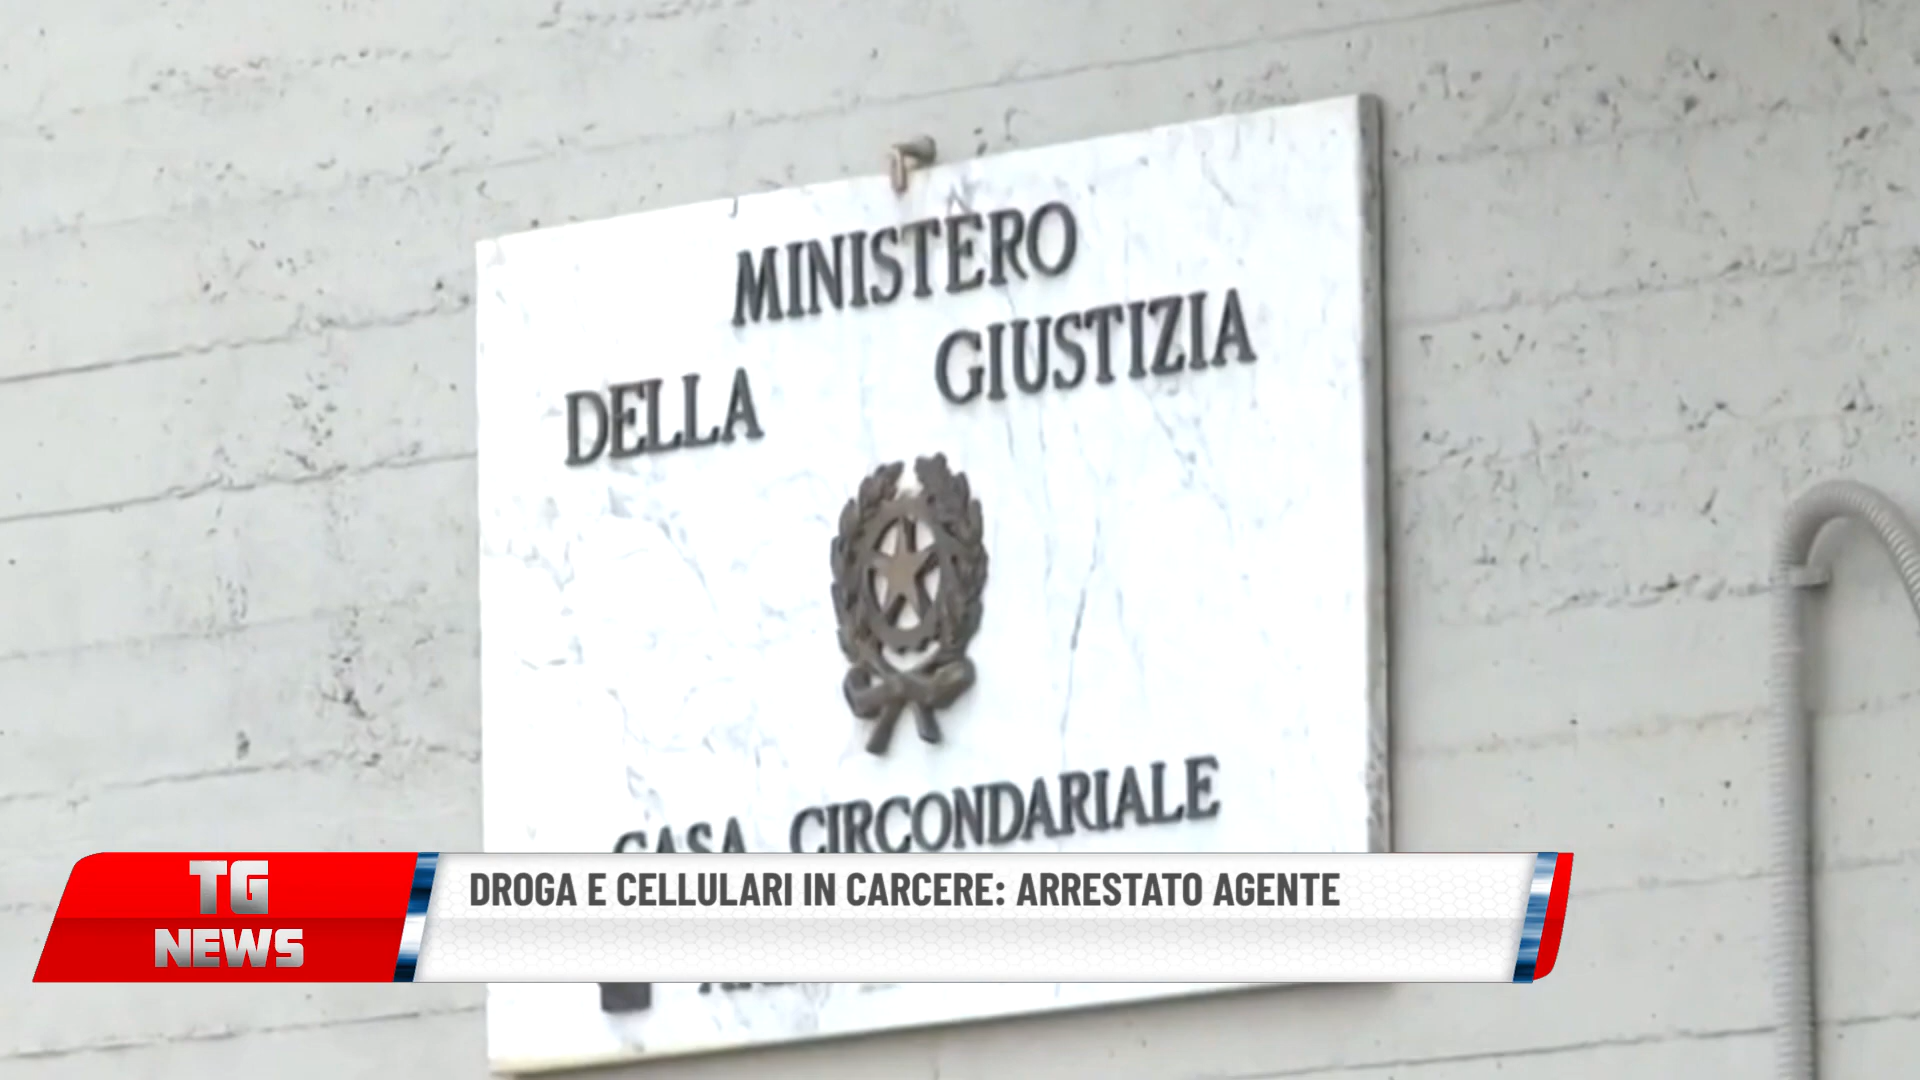 MINISTERO
DELLA GIUSTIZIA
CASA CIRCONDARIALE
TG
NEWS
DROGA E CELLULARI IN CARCERE: ARRESTATO AGENTE